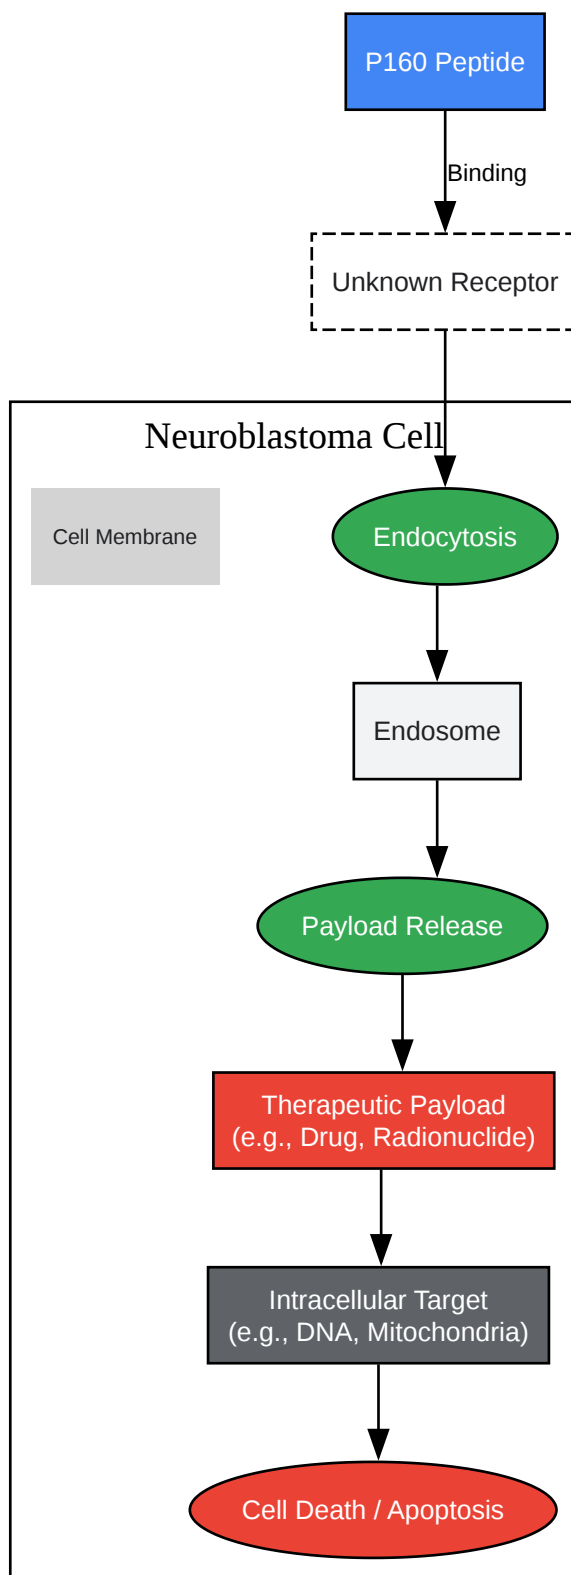 P160 Peptide
Binding
Unknown Receptor
Neuroblastoma Cell
Cell Membrane
Endocytosis
Endosome
Payload Release
Therapeutic Payload
(e.g., Drug, Radionuclide)
Intracellular Target
(e.g., DNA, Mitochondria)
Cell Death / Apoptosis